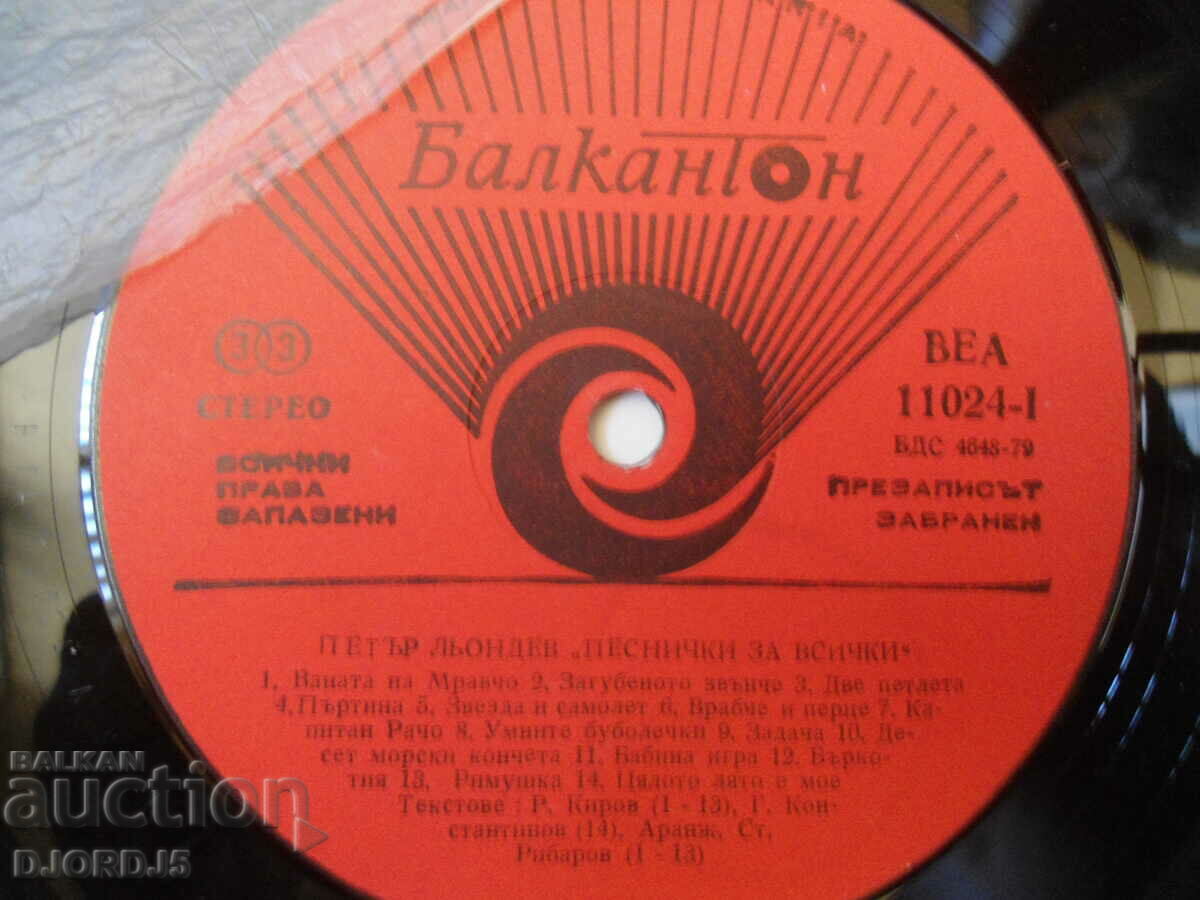 Балкантон
33
СТЕРЕО
ВСИЧКИ
ПРАВА
ЗАПАЗЕНИ
ВЕА
11024-I
БДС 4648-79
ПРЕЗАПИСЪТ
ЗАБРАНЕН
ПЕТЪР ЛЬОНДЕВ „ПЕСНИЧКИ ЗА ВСИЧКИ“
1. Ваната на Мравчо 2. Загубеното звънче 3. Две петлета
4. Пъртина 5. Звезда и самолет 6. Врабче и перце 7. Ка-
питан Рачо 8. Умните буболечки 9. Задача 10. Де-
сет морски кончета 11. Бабина игра 12. Бърко-
тия 13. Римушка 14. Цялото лято е мое
Текстове : Р. Киров (1 - 13), Г. Кон-
стантинов (14), Аранж. Ст.
Рибаров (1 - 13)
BALKAN
auction
DJORDJ5